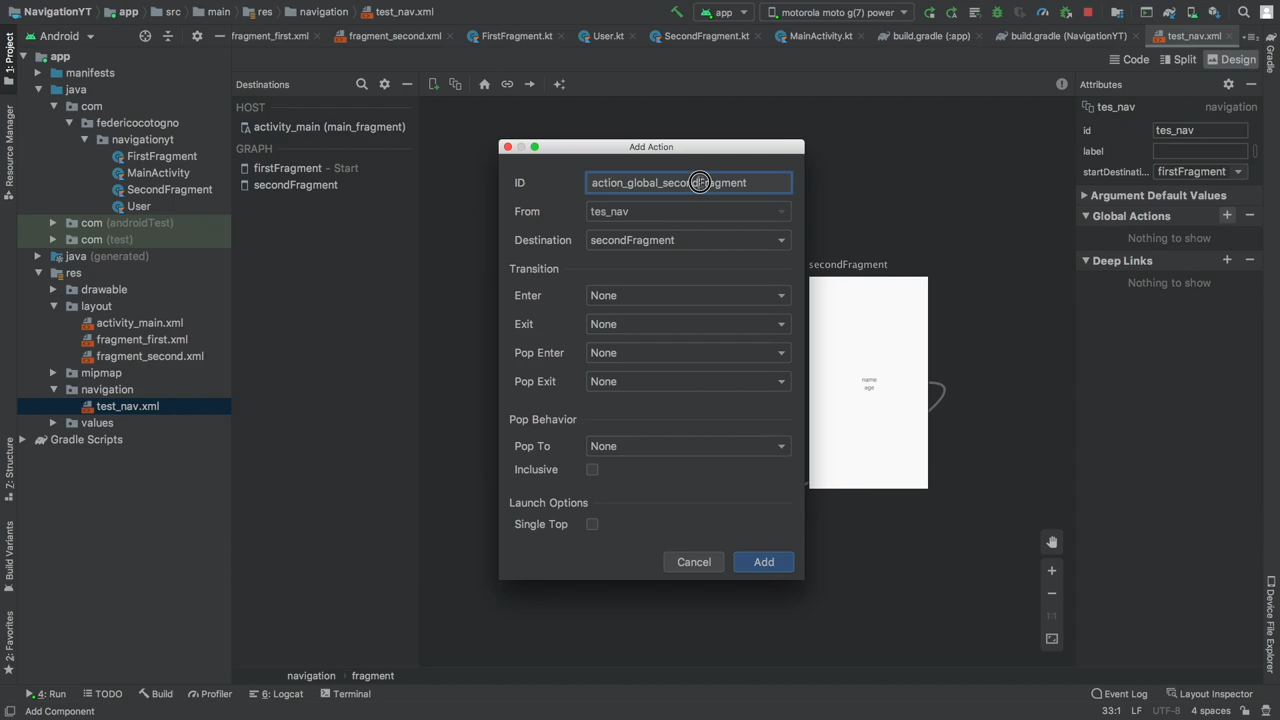 NavigationYT app src main res navigation test_nav.xml app motorola moto g(7) power
Android fragment_first.xml fragment_second.xml FirstFragment.kt User.kt SecondFragment.kt MainActivity.kt build.gradle (:app) build.gradle (NavigationYT) test_nav.xml
Code Split Design
1: Project
Resource Manager
Z: Structure
Build Variants
2: Favorites
app
manifests
java
com
federicocotogno
navigationyt
FirstFragment
MainActivity
SecondFragment
User
com (androidTest)
com (test)
java (generated)
res
drawable
layout
activity_main.xml
fragment_first.xml
fragment_second.xml
mipmap
navigation
test_nav.xml
values
Gradle Scripts
Destinations
HOST
activity_main (main_fragment)
GRAPH
firstFragment - Start
secondFragment
Add Action
ID action_global_secondFragment
From tes_nav
Destination secondFragment
Transition
Enter None
Exit None
Pop Enter None
Pop Exit None
Pop Behavior
Pop To None
Inclusive
Launch Options
Single Top
Cancel Add
secondFragment
name
age
1:1
Attributes
tes_nav navigation
id tes_nav
label
startDestinati... firstFragment
Argument Default Values
Global Actions
Nothing to show
Deep Links
Nothing to show
Gradle
Device File Explorer
navigation fragment
4: Run TODO Build Profiler 6: Logcat Terminal Event Log Layout Inspector
Add Component 33:1 LF UTF-8 4 spaces